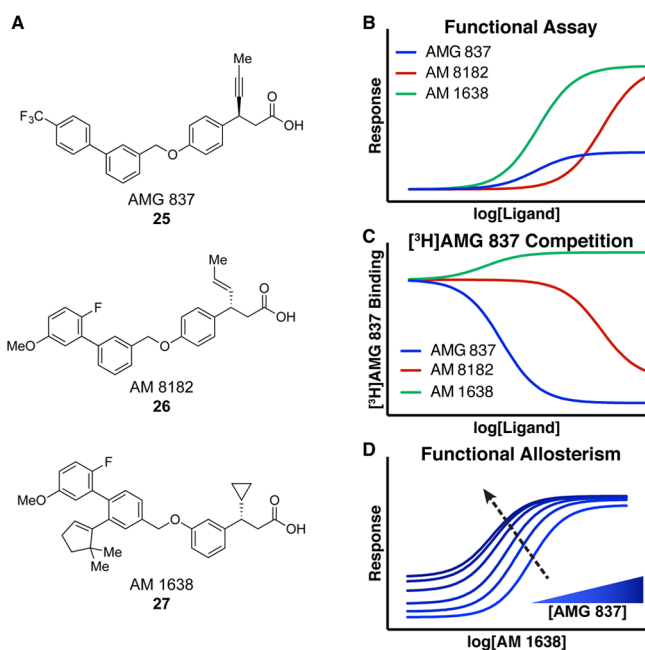 A
Me
O
OH
F3C
O
AMG 837
25
Me
F
O
OH
MeO
O
AM 8182
26
F
MeO
O
O
OH
Me
Me
AM 1638
27
B
Functional Assay
AMG 837
AM 8182
AM 1638
Response
log[Ligand]
C
[³H]AMG 837 Competition
[³H]AMG 837 Binding
AMG 837
AM 8182
AM 1638
log[Ligand]
D
Functional Allosterism
Response
[AMG 837]
log[AM 1638]